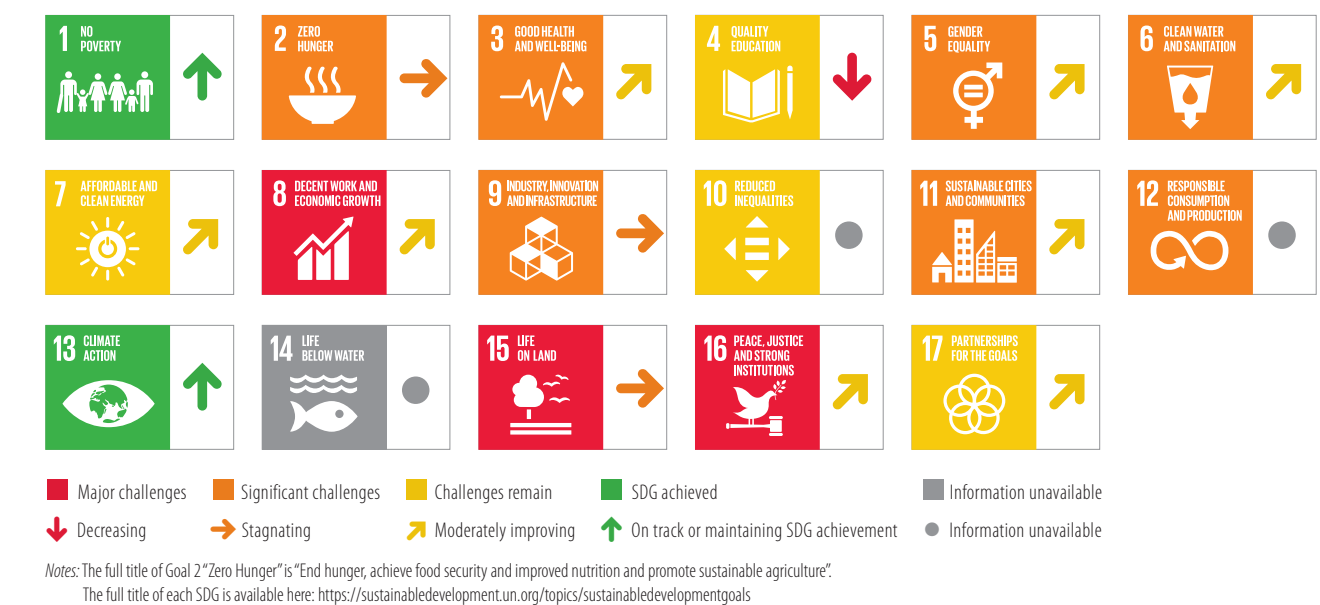 1 NO
POVERTY
2 ZERO
HUNGER
3 GOOD HEALTH
AND WELL-BEING
4 QUALITY
EDUCATION
5 GENDER
EQUALITY
6 CLEAN WATER
AND SANITATION
7 AFFORDABLE AND
CLEAN ENERGY
8 DECENT WORK AND
ECONOMIC GROWTH
9 INDUSTRY, INNOVATION
AND INFRASTRUCTURE
10 REDUCED
INEQUALITIES
11 SUSTAINABLE CITIES
AND COMMUNITIES
12 RESPONSIBLE
CONSUMPTION
AND PRODUCTION
13 CLIMATE
ACTION
14 LIFE
BELOW WATER
15 LIFE
ON LAND
16 PEACE, JUSTICE
AND STRONG
INSTITUTIONS
17 PARTNERSHIPS
FOR THE GOALS
Major challenges
Significant challenges
Challenges remain
SDG achieved
Information unavailable
Decreasing
Stagnating
Moderately improving
On track or maintaining SDG achievement
Information unavailable
Notes: The full title of Goal 2 “Zero Hunger” is “End hunger, achieve food security and improved nutrition and promote sustainable agriculture”.
The full title of each SDG is available here: https://sustainabledevelopment.un.org/topics/sustainabledevelopmentgoals